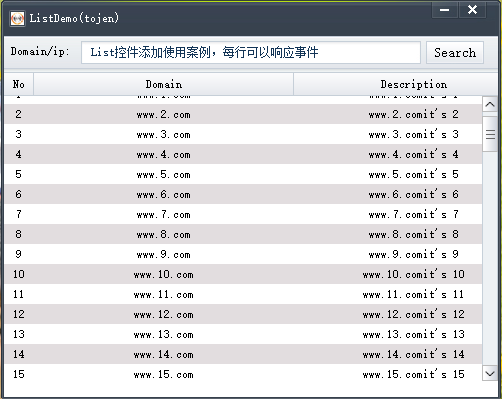 ListDemo(tojen)
Domain/ip: List控件添加使用案例，每行可以响应事件 Search
No Domain Description
1 www.1.com www.1.comit's 1
2 www.2.com www.2.comit's 2
3 www.3.com www.3.comit's 3
4 www.4.com www.4.comit's 4
5 www.5.com www.5.comit's 5
6 www.6.com www.6.comit's 6
7 www.7.com www.7.comit's 7
8 www.8.com www.8.comit's 8
9 www.9.com www.9.comit's 9
10 www.10.com www.10.comit's 10
11 www.11.com www.11.comit's 11
12 www.12.com www.12.comit's 12
13 www.13.com www.13.comit's 13
14 www.14.com www.14.comit's 14
15 www.15.com www.15.comit's 15